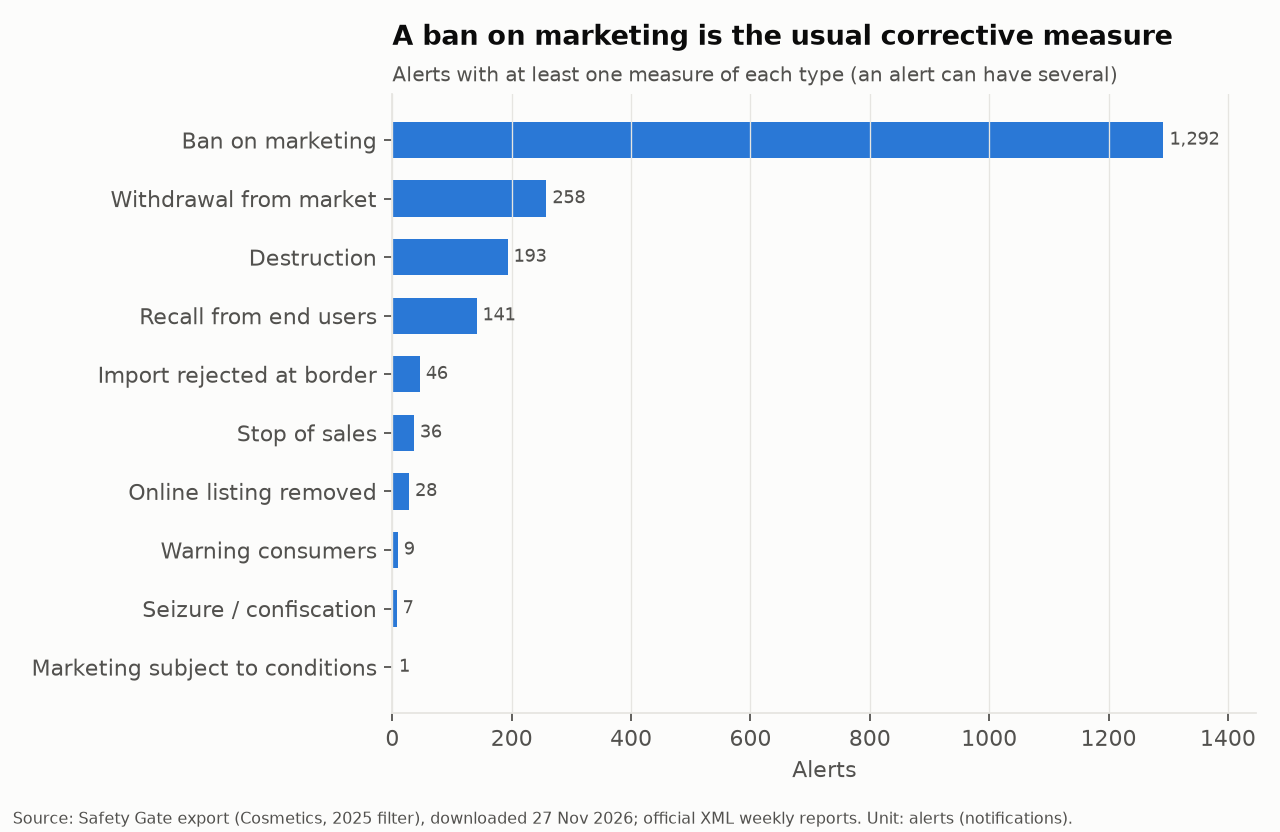 A ban on marketing is the usual corrective measure
Alerts with at least one measure of each type (an alert can have several)
Ban on marketing 1,292
Withdrawal from market 258
Destruction 193
Recall from end users 141
Import rejected at border 46
Stop of sales 36
Online listing removed 28
Warning consumers 9
Seizure / confiscation 7
Marketing subject to conditions 1
0 200 400 600 800 1000 1200 1400
Alerts
Source: Safety Gate export (Cosmetics, 2025 filter), downloaded 27 Nov 2026; official XML weekly reports. Unit: alerts (notifications).